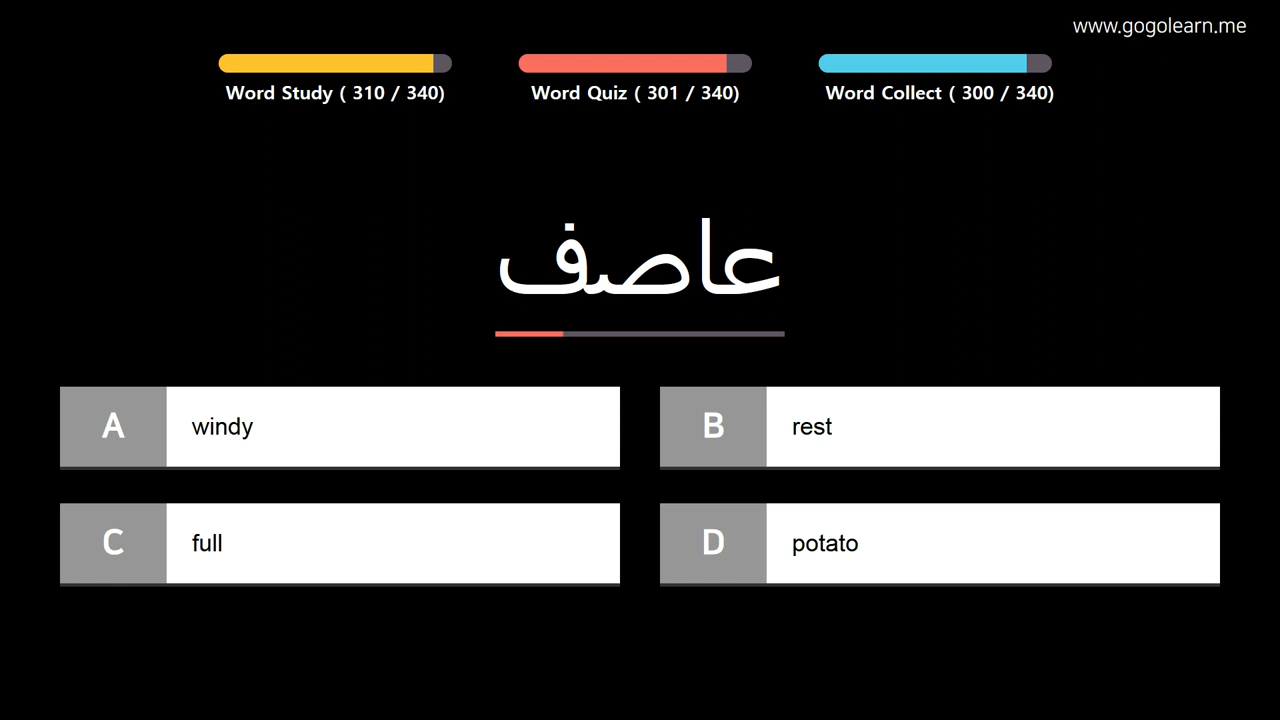 www.gogolearn.me
Word Study ( 310 / 340)
Word Quiz ( 301 / 340)
Word Collect ( 300 / 340)
عاصف
A windy
B rest
C full
D potato